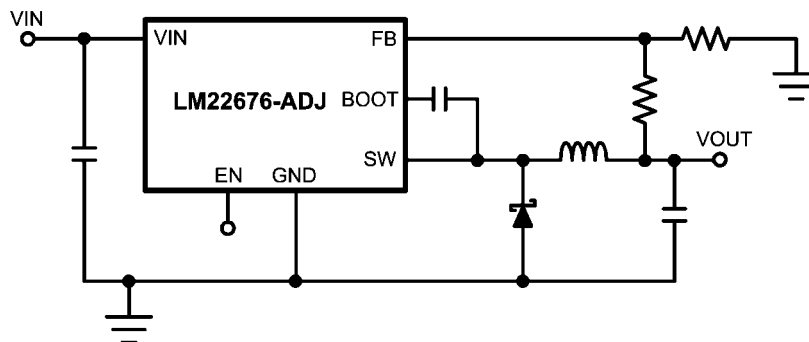 VIN
VIN
FB
LM22676-ADJ
BOOT
SW
VOUT
EN
GND